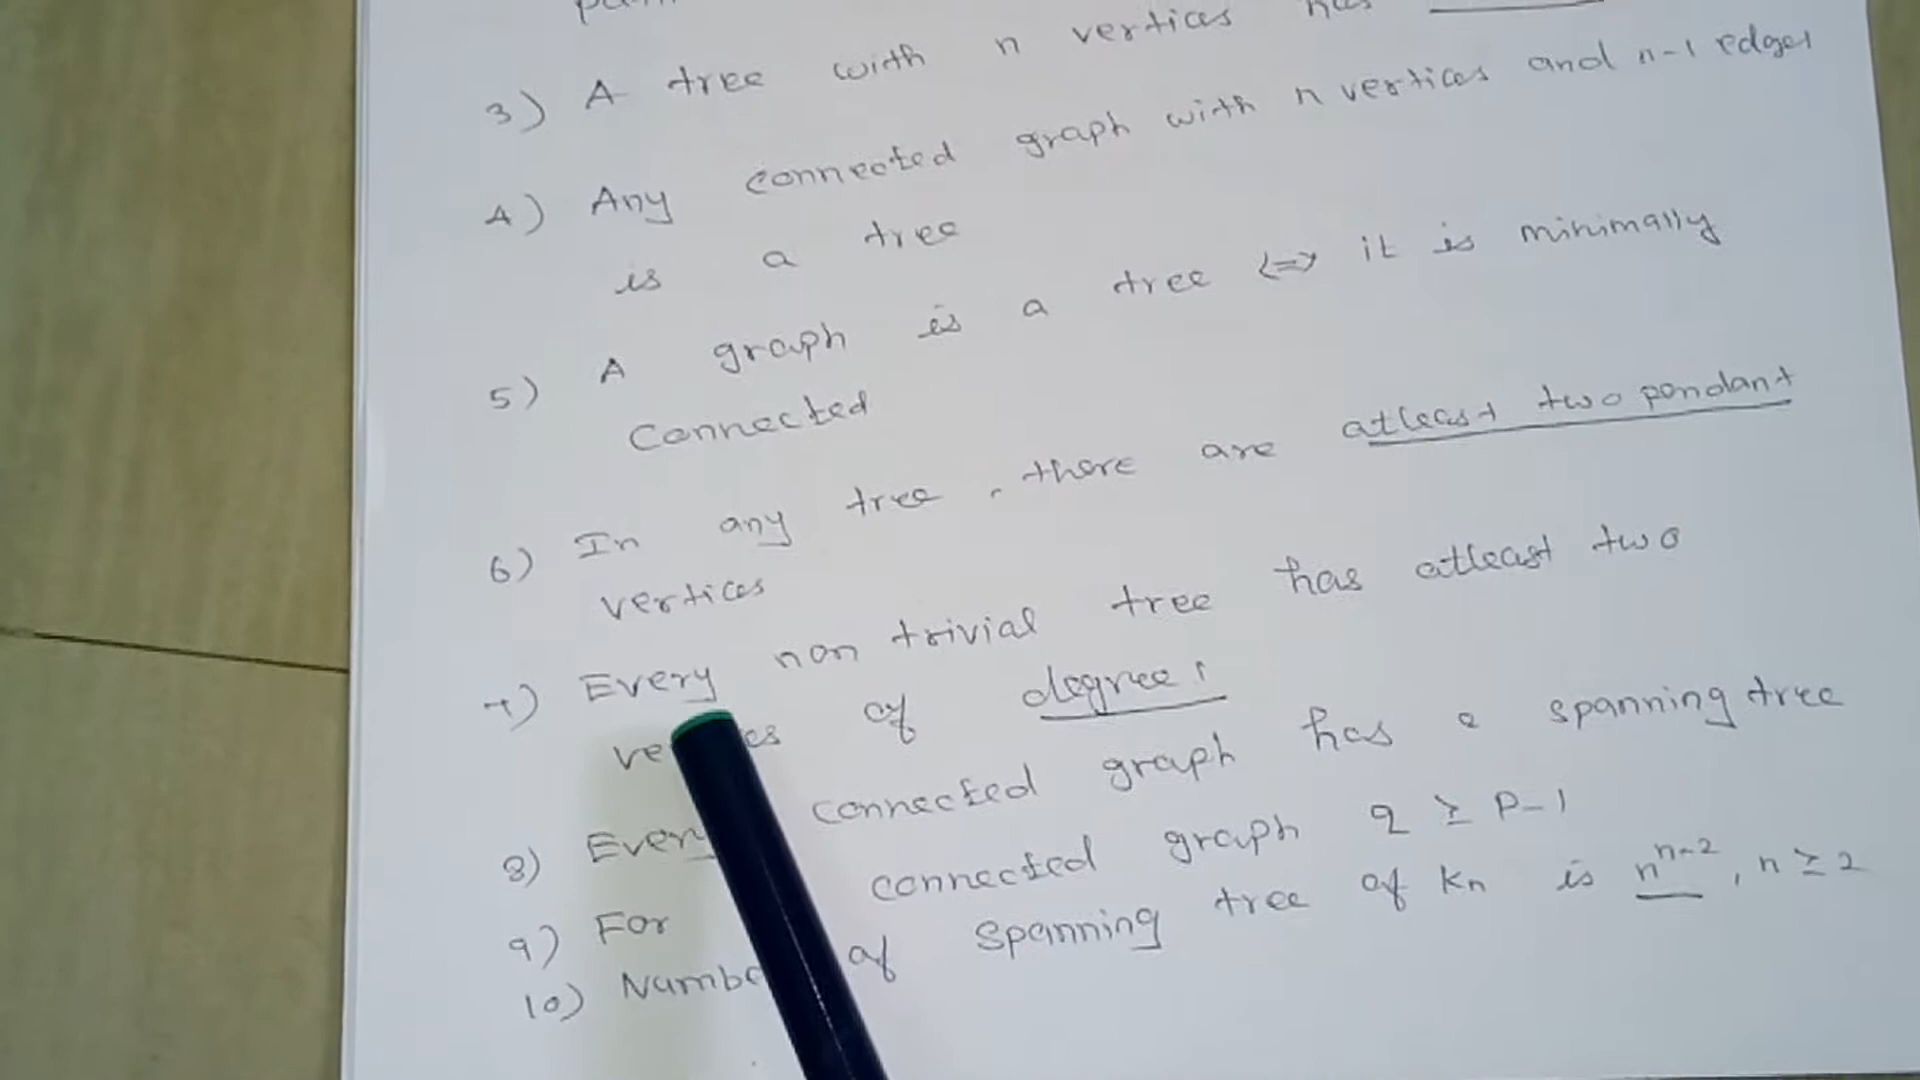 3) A tree with n vertices has
4) Any connected graph with n vertices and n-1 edges
is a tree
5) A graph is a tree <=> it is minimally
Connected
6) In any tree, there are atleast two pendant
vertices
7) Every non trivial tree has atleast two
of degree 1
8) Every connected graph has a spanning tree
9) For connected graph q ≥ P-1
10) of spanning tree of Kn is n^{n-2}, n ≥ 2